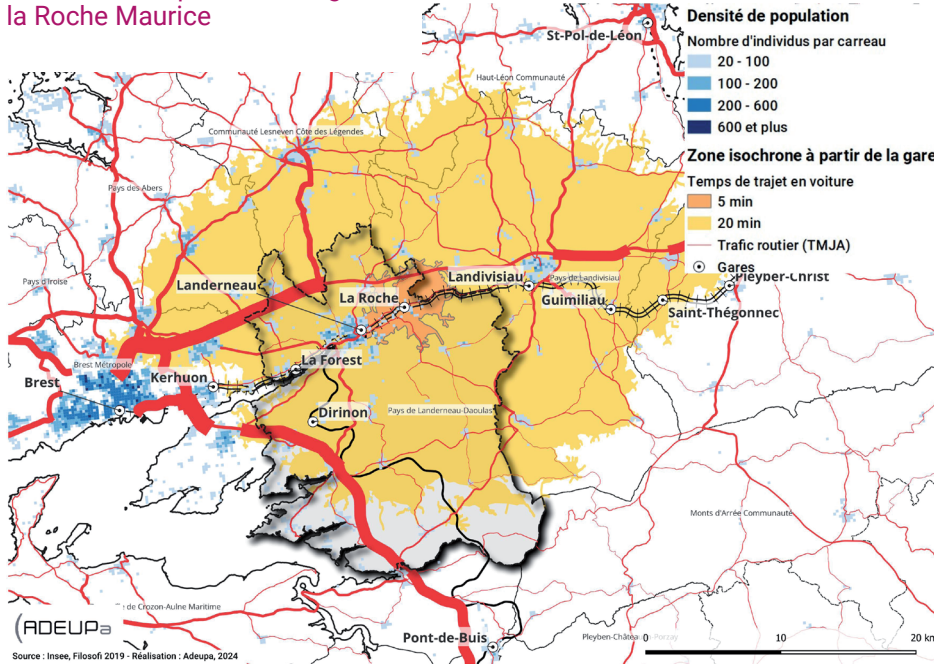 la Roche Maurice
St-Pol-de-Léon
Haut-Léon Communauté
Communauté Lesneven Côte des Légendes
Pays des Abers
Pays d'Iroise
Landerneau
La Roche
Landivisiau
Pays de Landivisiau
Guimiliau
Saint-Thégonnec
Pleyber-Christ
La Forest
Brest Métropole
Brest
Kerhuon
Dirinon
Pays de Landerneau-Daoulas
Monts d'Arrée Communauté
de Crozon-Aulne Maritime
Pont-de-Buis
Densité de population
Nombre d'individus par carreau
20 - 100
100 - 200
200 - 600
600 et plus
Zone isochrone à partir de la gare
Temps de trajet en voiture
5 min
20 min
Trafic routier (TMJA)
Gares
0 10 20 km
ADEUPa
Source : Insee, Filosofi 2019 - Réalisation : Adeupa, 2024